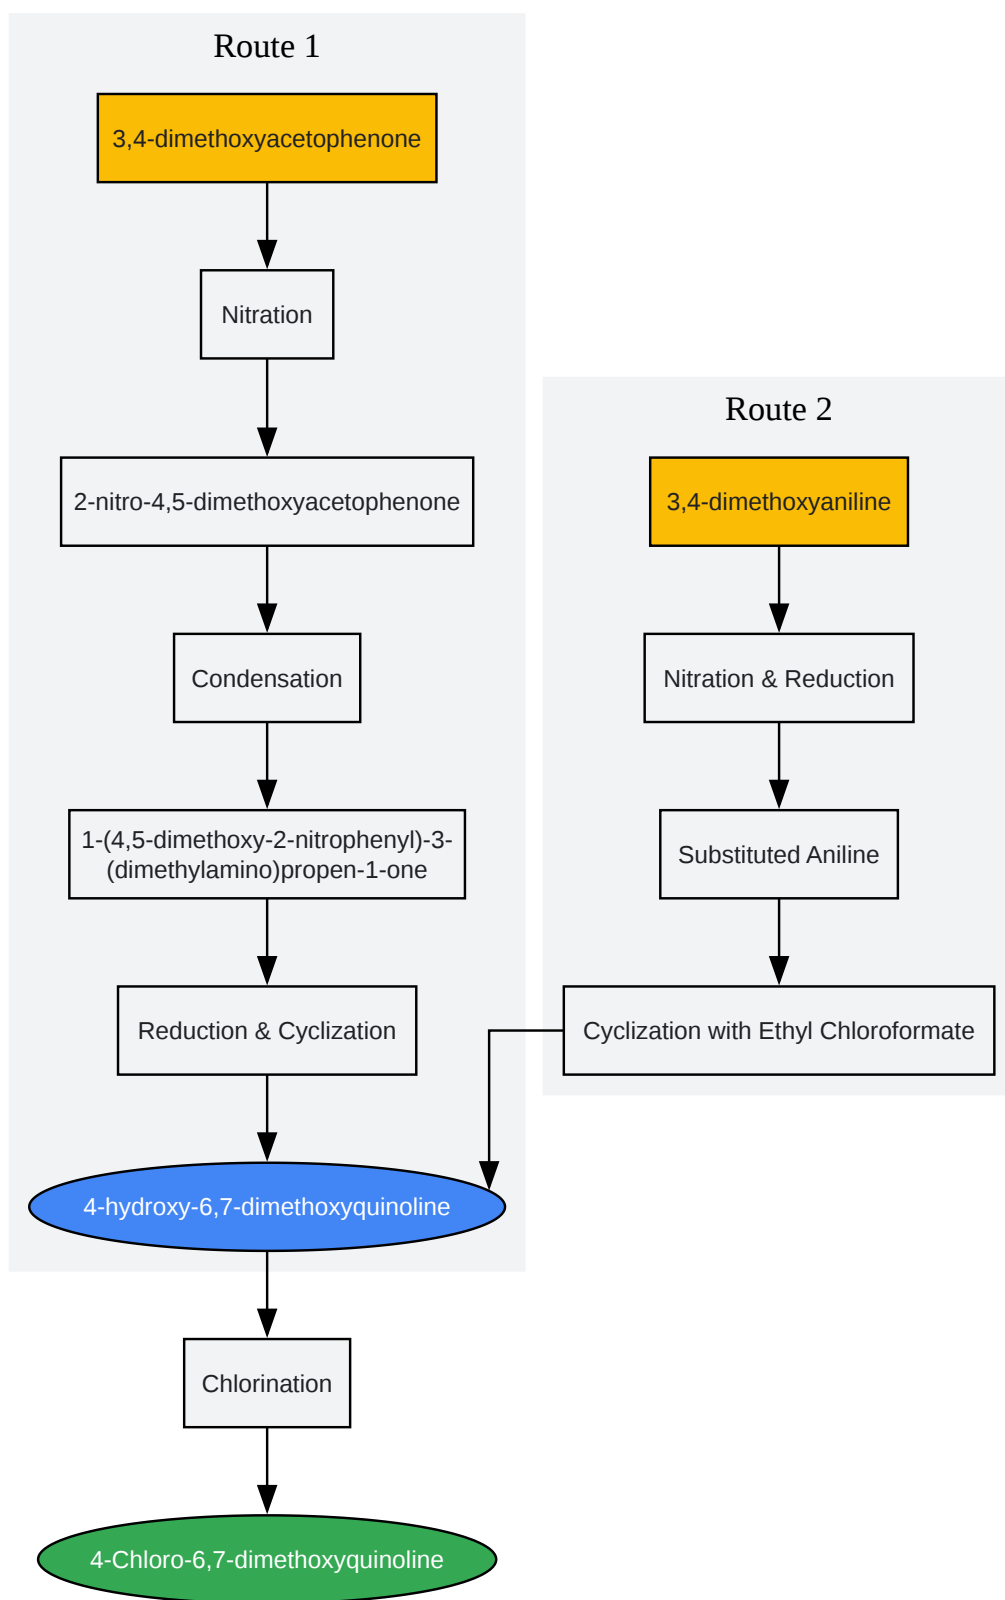 Route 1
3,4-dimethoxyacetophenone
Nitration
2-nitro-4,5-dimethoxyacetophenone
Condensation
1-(4,5-dimethoxy-2-nitrophenyl)-3-
(dimethylamino)propen-1-one
Reduction & Cyclization
4-hydroxy-6,7-dimethoxyquinoline
Route 2
3,4-dimethoxyaniline
Nitration & Reduction
Substituted Aniline
Cyclization with Ethyl Chloroformate
Chlorination
4-Chloro-6,7-dimethoxyquinoline